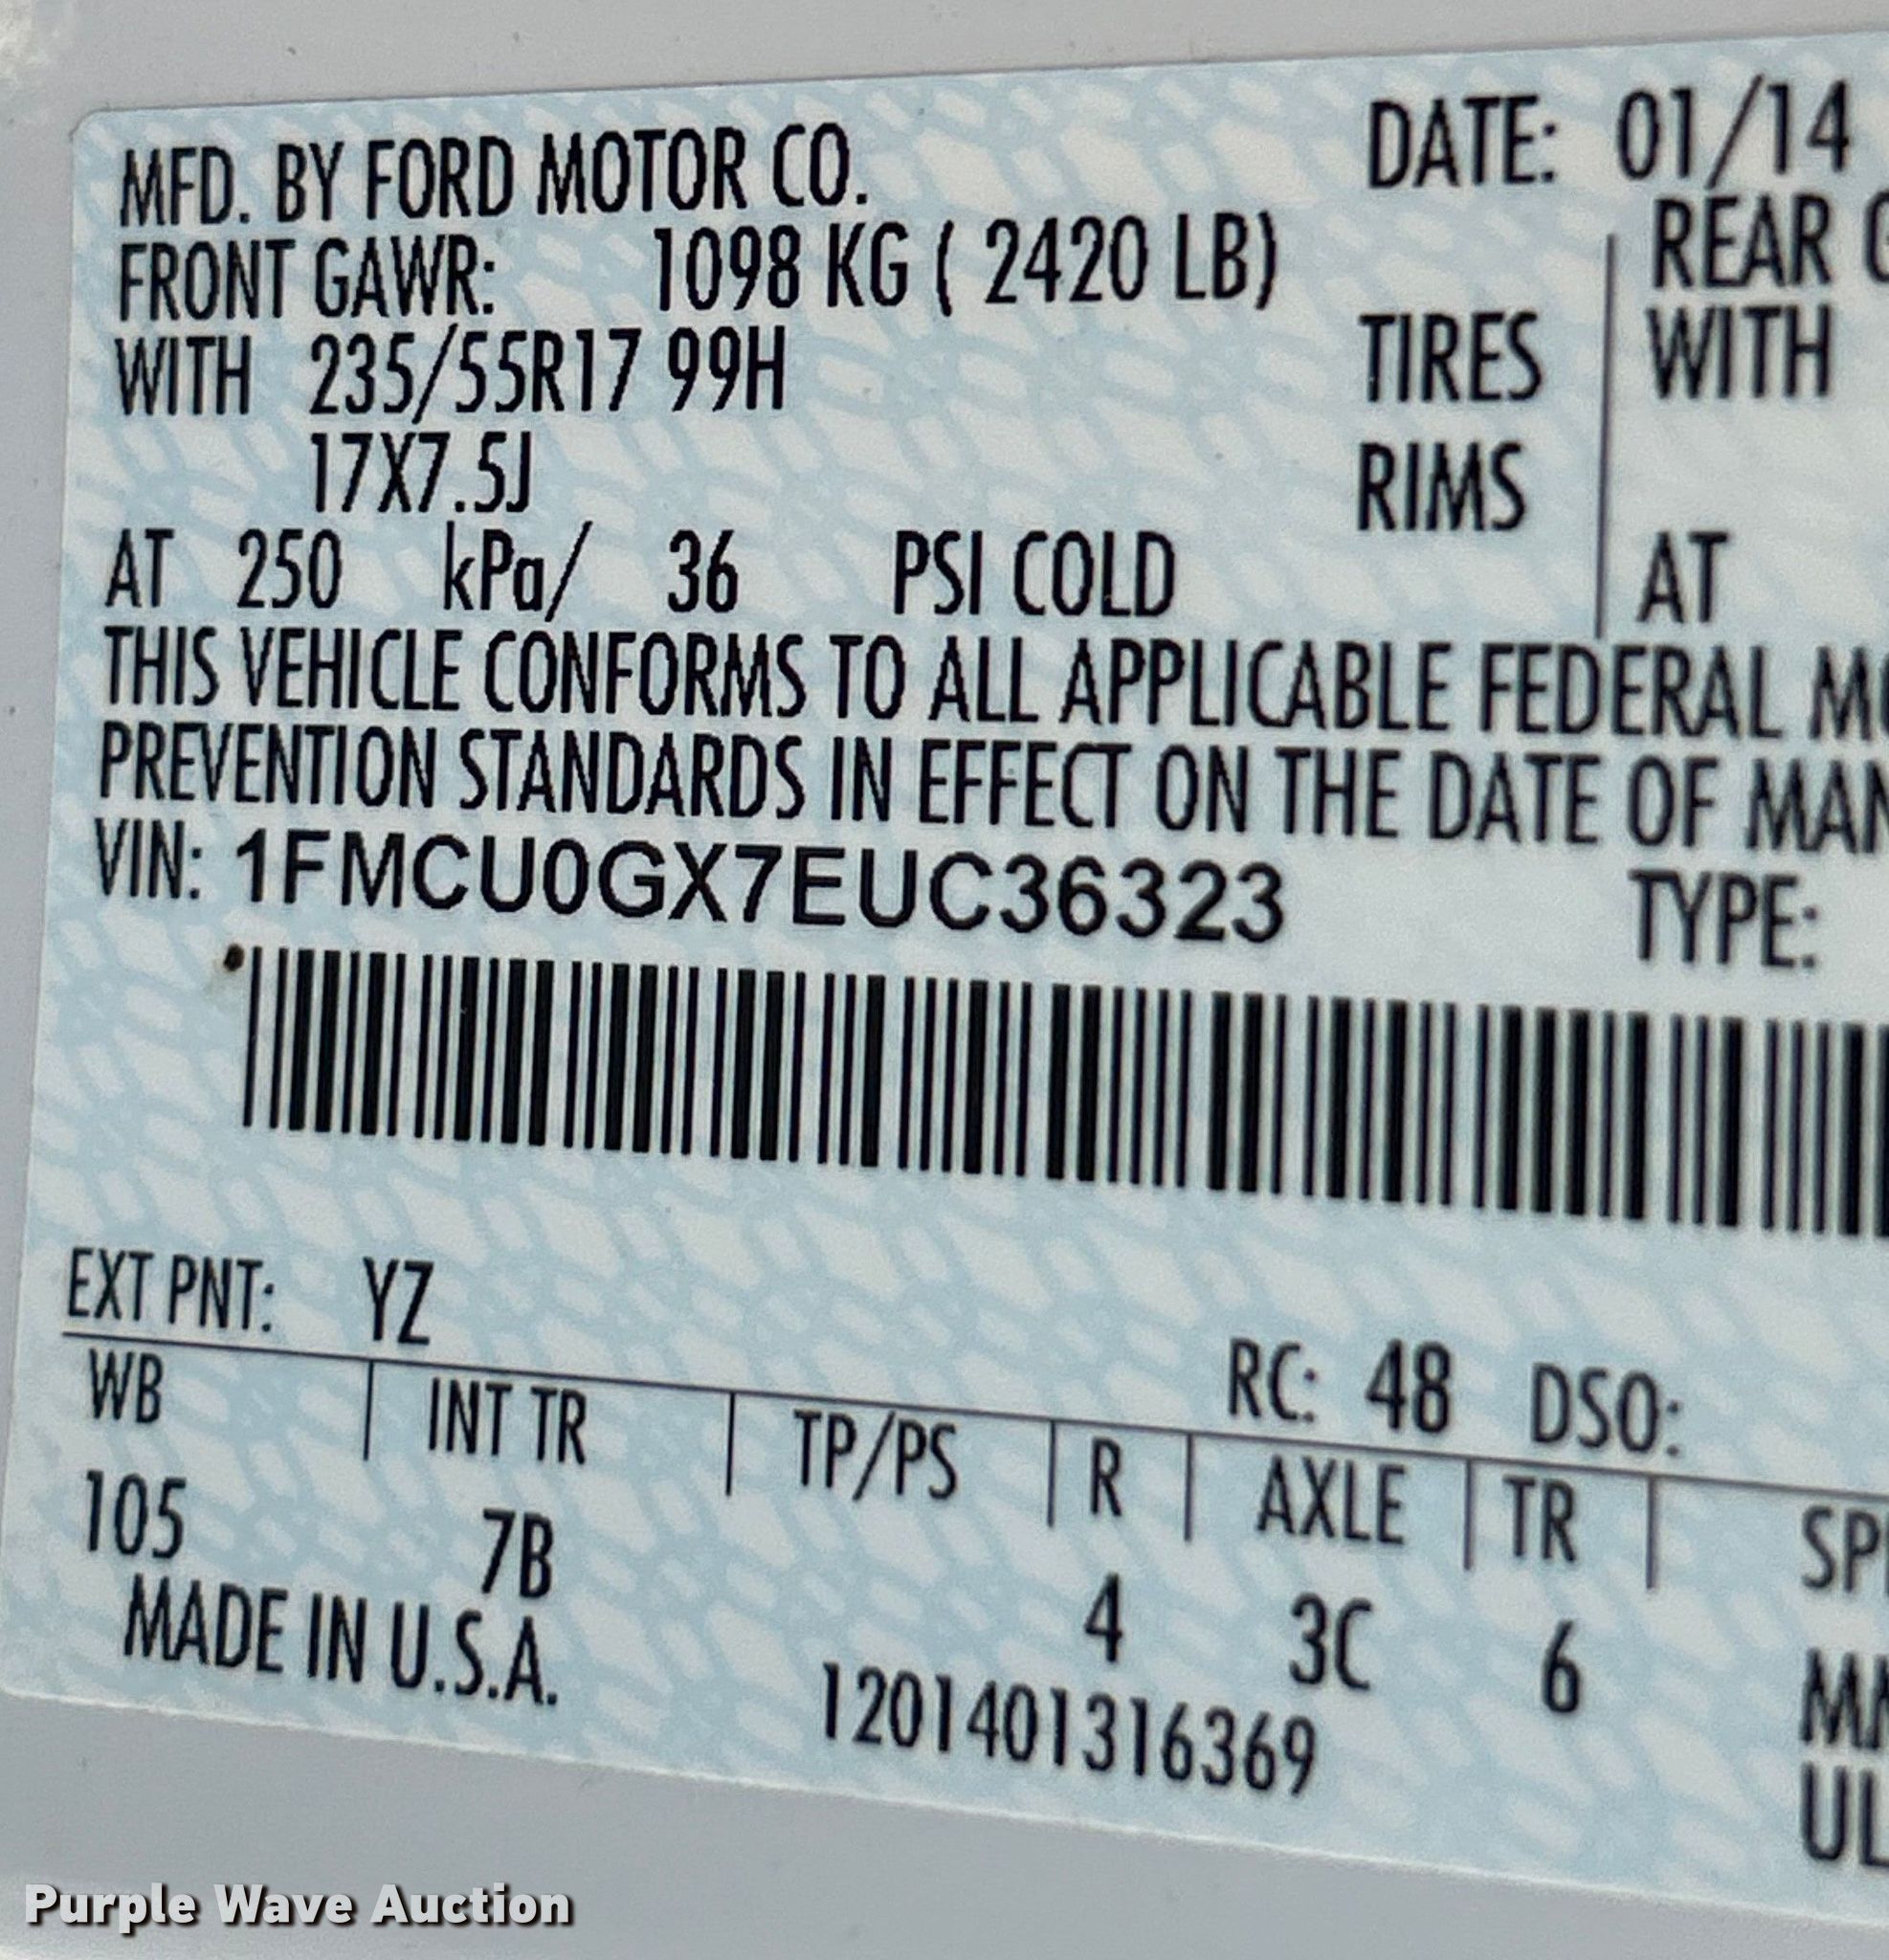 MFD. BY FORD MOTOR CO. DATE: 01/14
FRONT GAWR: 1098 KG ( 2420 LB) REAR
WITH 235/55R17 99H TIRES WITH
17X7.5J RIMS
AT 250 kPa/ 36 PSI COLD AT
THIS VEHICLE CONFORMS TO ALL APPLICABLE FEDERAL
PREVENTION STANDARDS IN EFFECT ON THE DATE OF
VIN: 1FMCU0GX7EUC36323 TYPE:
EXT PNT: YZ RC: 48 DSO:
WB INT TR TP/PS R AXLE TR
105 7B 4 3C 6
MADE IN U.S.A. 1201401316369
Purple Wave Auction